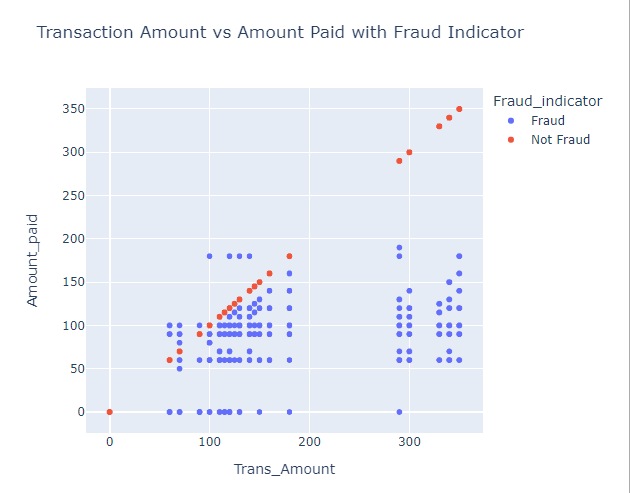 Transaction Amount vs Amount Paid with Fraud Indicator
Fraud_indicator
Fraud
Not Fraud
Amount_paid
350
300
250
200
150
100
50
0
0 100 200 300
Trans_Amount